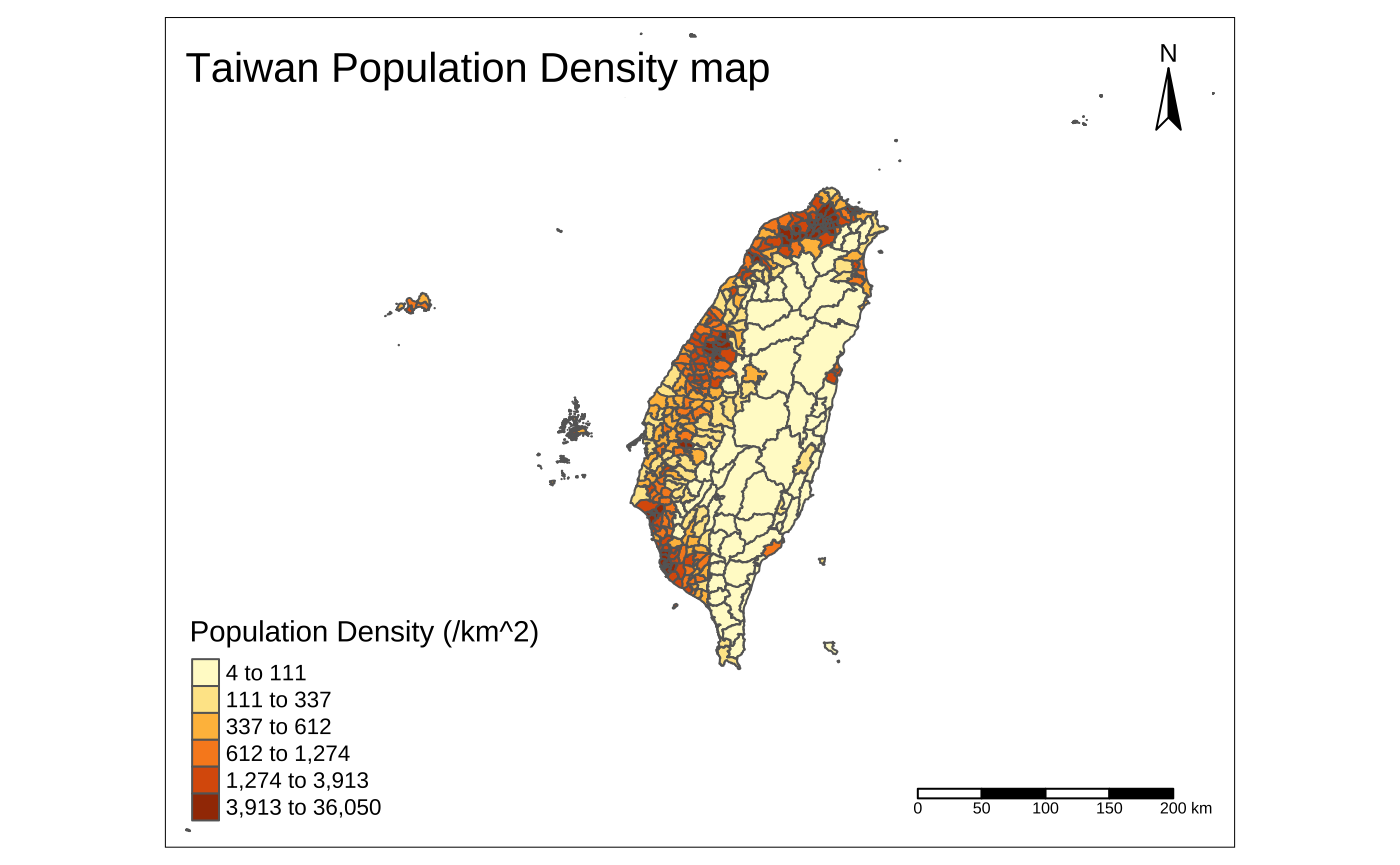 Taiwan Population Density map
N
Population Density (/km^2)
4 to 111
111 to 337
337 to 612
612 to 1,274
1,274 to 3,913
3,913 to 36,050
0 50 100 150 200 km